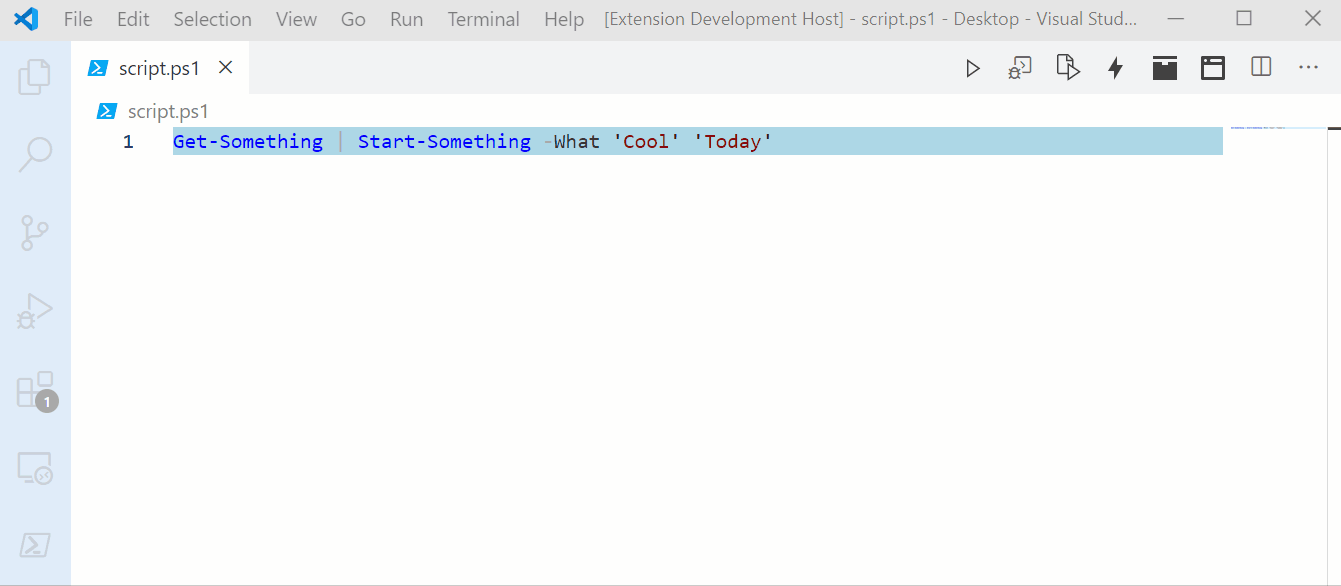 File Edit Selection View Go Run Terminal Help [Extension Development Host] - script.ps1 - Desktop - Visual Stud...
script.ps1
script.ps1
1 Get-Something | Start-Something -What 'Cool' 'Today'
1